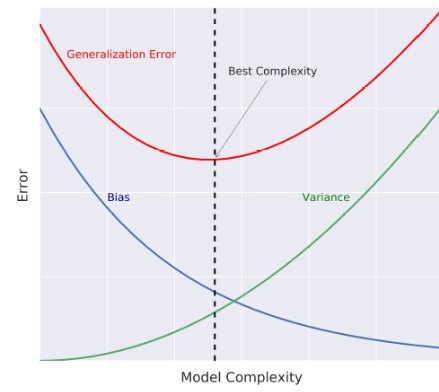 Generalization Error
Best Complexity
Bias
Variance
Error
Model Complexity